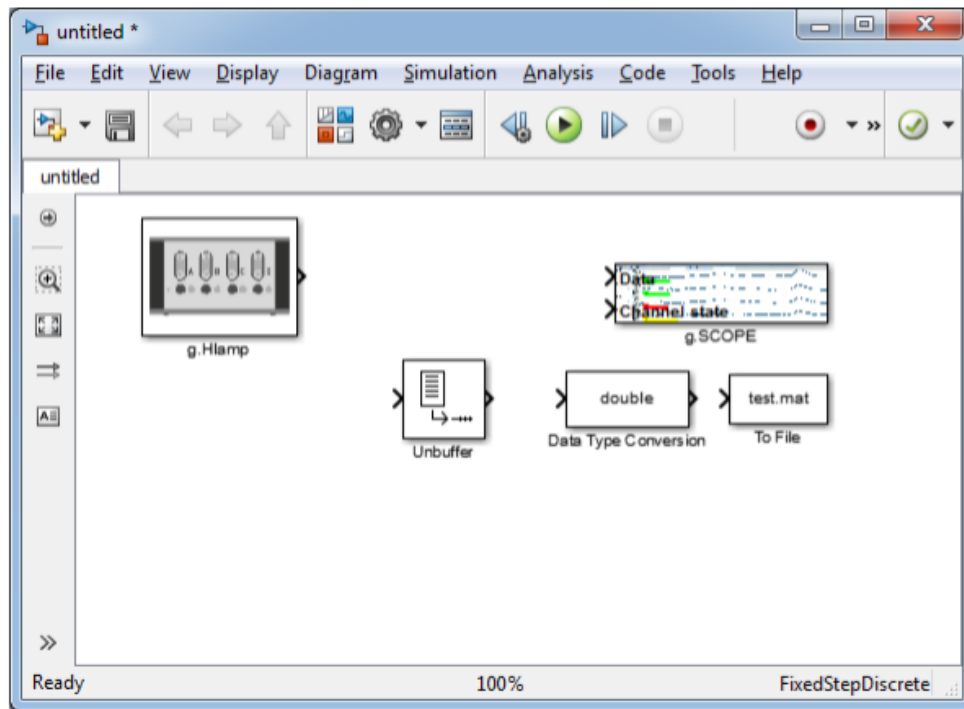 untitled *
File Edit View Display Diagram Simulation Analysis Code Tools Help
untitled
A B C
g.Hlamp
Data
Channel state
g.SCOPE
Unbuffer
double
Data Type Conversion
test.mat
To File
Ready 100% FixedStepDiscrete